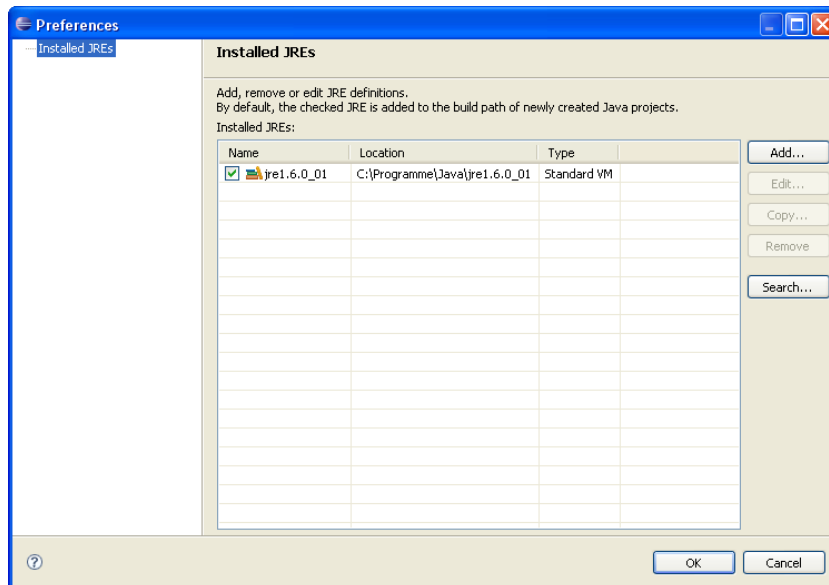 Preferences
Installed JREs
Installed JREs
Add, remove or edit JRE definitions.
By default, the checked JRE is added to the build path of newly created Java projects.
Installed JREs:
Name Location Type
jre1.6.0_01 C:\Programme\Java\jre1.6.0_01 Standard VM
Add...
Edit...
Copy...
Remove
Search...
?
OK Cancel